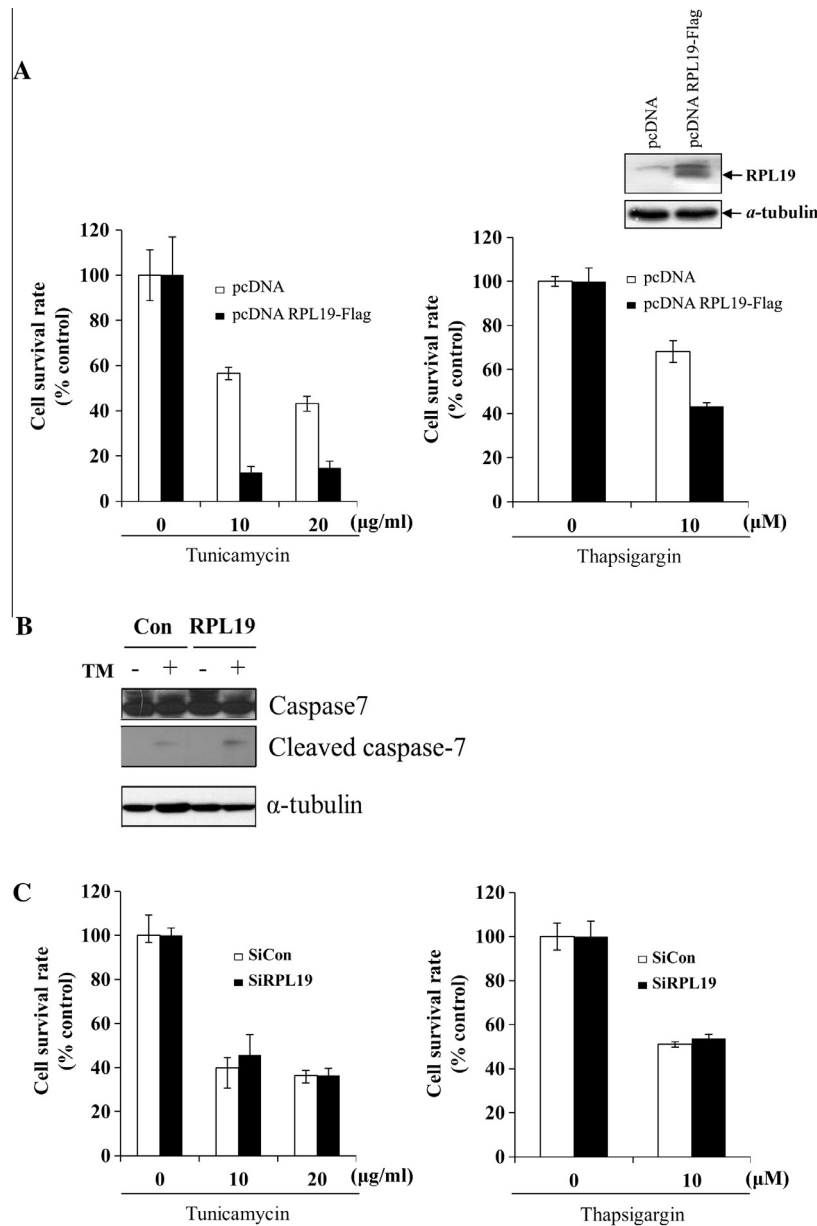 A
pcDNA
pcDNA RPL19-Flag
RPL19
α-tubulin
Cell survival rate
(% control)
120
100
80
60
40
20
0
pcDNA
pcDNA RPL19-Flag
0 10 20 (μg/ml)
Tunicamycin
Cell survival rate
(% control)
120
100
80
60
40
20
0
pcDNA
pcDNA RPL19-Flag
0 10 (μM)
Thapsigargin
B
Con RPL19
TM - + - +
Caspase7
Cleaved caspase-7
α-tubulin
C
Cell survival rate
(% control)
120
100
80
60
40
20
0
SiCon
SiRPL19
0 10 20 (μg/ml)
Tunicamycin
Cell survival rate
(% control)
120
100
80
60
40
20
0
SiCon
SiRPL19
0 10 (μM)
Thapsigargin